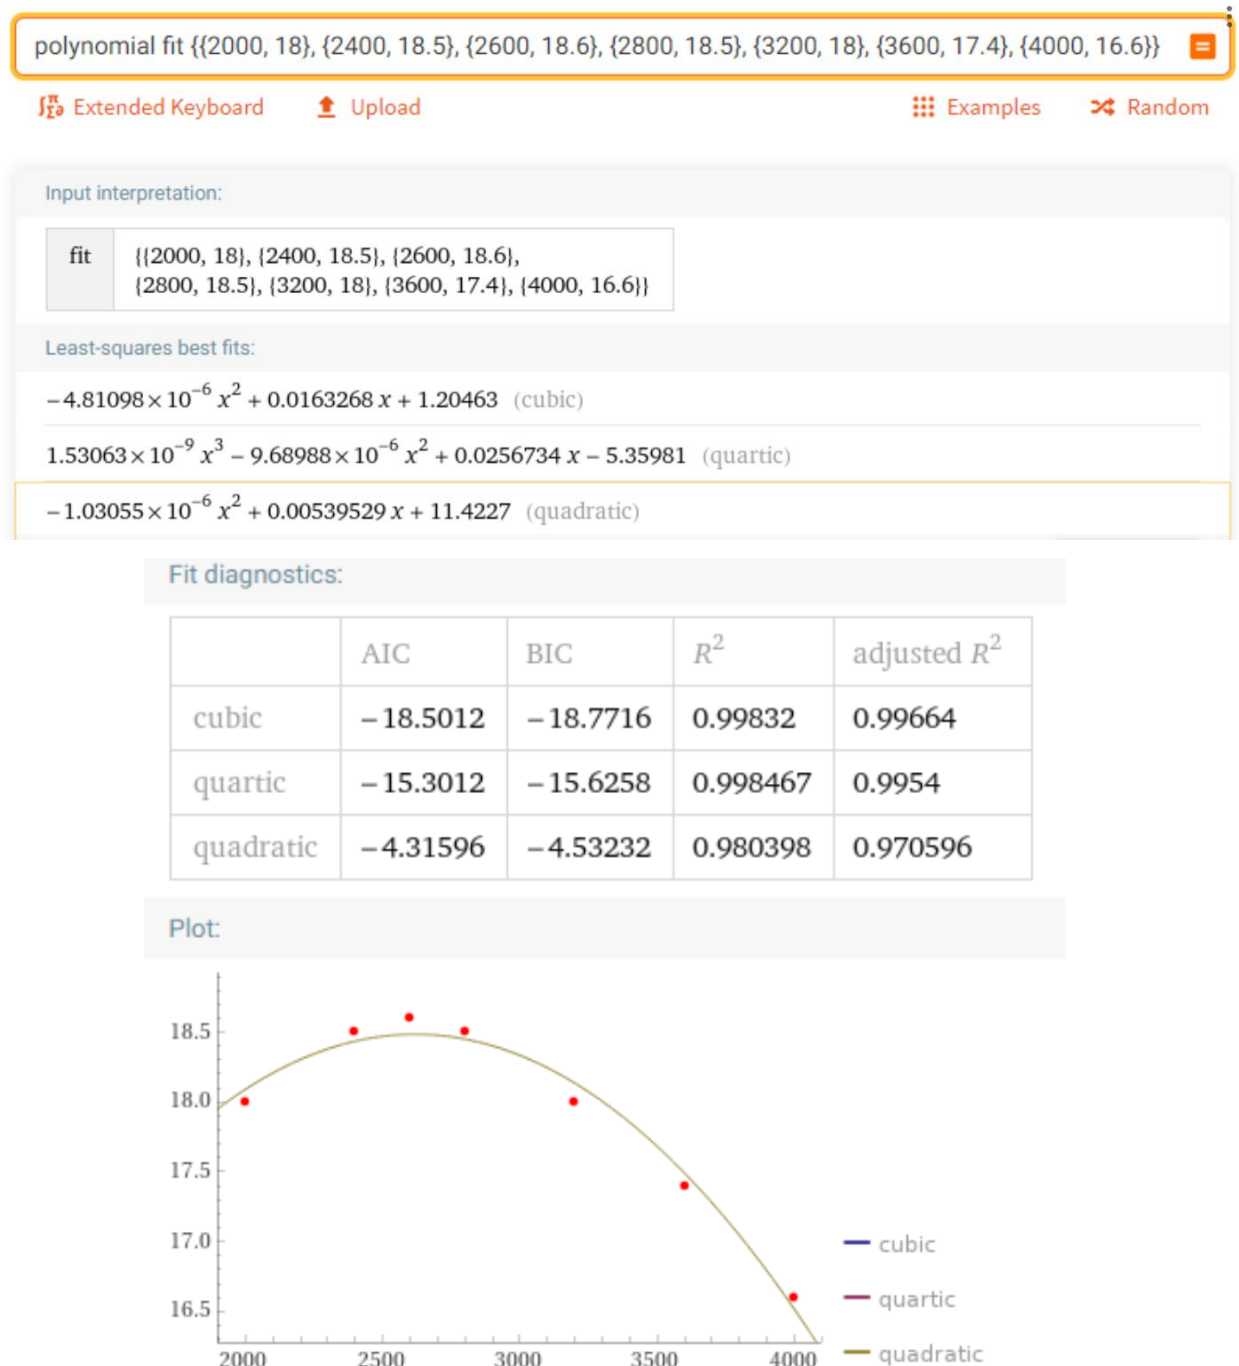 polynomial fit {{2000, 18}, {2400, 18.5}, {2600, 18.6}, {2800, 18.5}, {3200, 18}, {3600, 17.4}, {4000, 16.6}} =
∫Σπ∂ Extended Keyboard Upload Examples Random
Input interpretation:
fit {{2000, 18}, {2400, 18.5}, {2600, 18.6},
{2800, 18.5}, {3200, 18}, {3600, 17.4}, {4000, 16.6}}
Least-squares best fits:
−4.81098×10⁻⁶ x² + 0.0163268 x + 1.20463 (cubic)
1.53063×10⁻⁹ x³ − 9.68988×10⁻⁶ x² + 0.0256734 x − 5.35981 (quartic)
−1.03055×10⁻⁶ x² + 0.00539529 x + 11.4227 (quadratic)
Fit diagnostics:
AIC BIC R² adjusted R²
cubic −18.5012 −18.7716 0.99832 0.99664
quartic −15.3012 −15.6258 0.998467 0.9954
quadratic −4.31596 −4.53232 0.980398 0.970596
Plot:
18.5
18.0
17.5
17.0
16.5
2000 2500 3000 3500 4000
cubic
quartic
quadratic